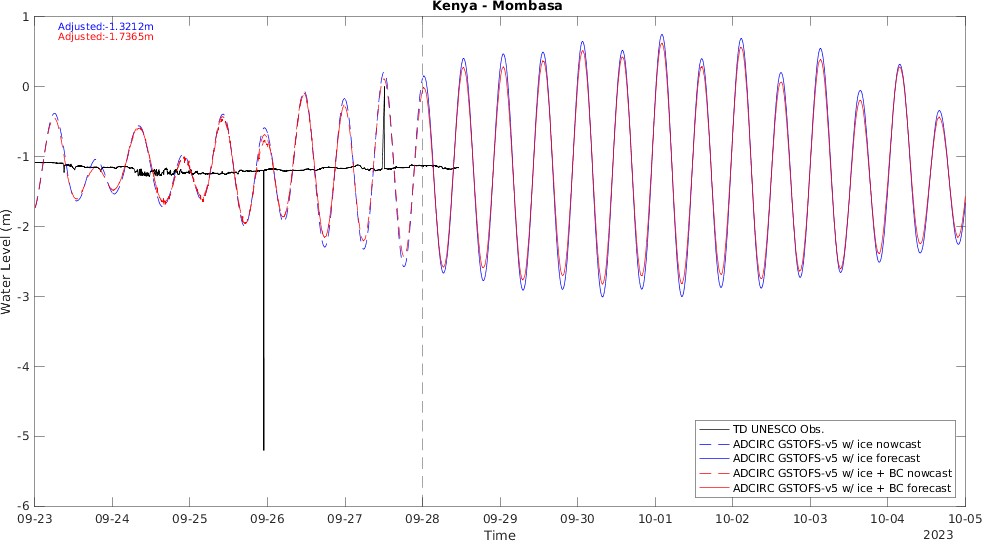 Kenya - Mombasa
Adjusted:-1.3212m
Adjusted:-1.7365m
1
0
-1
-2
-3
-4
-5
-6
Water Level (m)
TD UNESCO Obs.
ADCIRC GSTOFS-v5 w/ ice nowcast
ADCIRC GSTOFS-v5 w/ ice forecast
ADCIRC GSTOFS-v5 w/ ice + BC nowcast
ADCIRC GSTOFS-v5 w/ ice + BC forecast
09-23 09-24 09-25 09-26 09-27 09-28 09-29 09-30 10-01 10-02 10-03 10-04 10-05
Time
2023